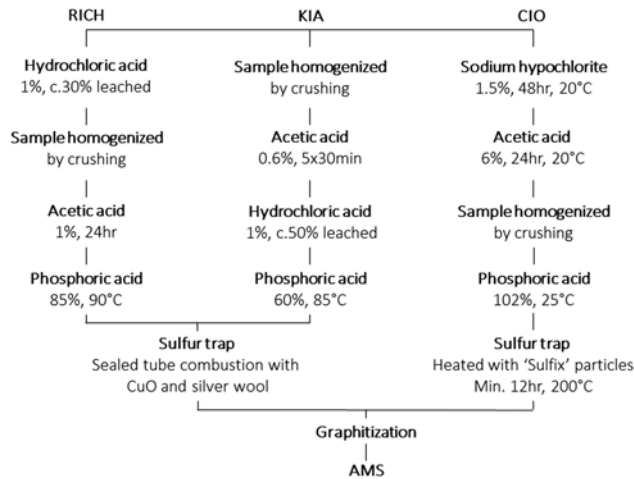 RICH
KIA
CIO
Hydrochloric acid
1%, c.30% leached
Sample homogenized
by crushing
Acetic acid
1%, 24hr
Phosphoric acid
85%, 90°C
Sample homogenized
by crushing
Acetic acid
0.6%, 5x30min
Hydrochloric acid
1%, c.50% leached
Phosphoric acid
60%, 85°C
Sulfur trap
Sealed tube combustion with
CuO and silver wool
Sodium hypochlorite
1.5%, 48hr, 20°C
Acetic acid
6%, 24hr, 20°C
Sample homogenized
by crushing
Phosphoric acid
102%, 25°C
Sulfur trap
Heated with ‘Sulfix’ particles
Min. 12hr, 200°C
Graphitization
AMS